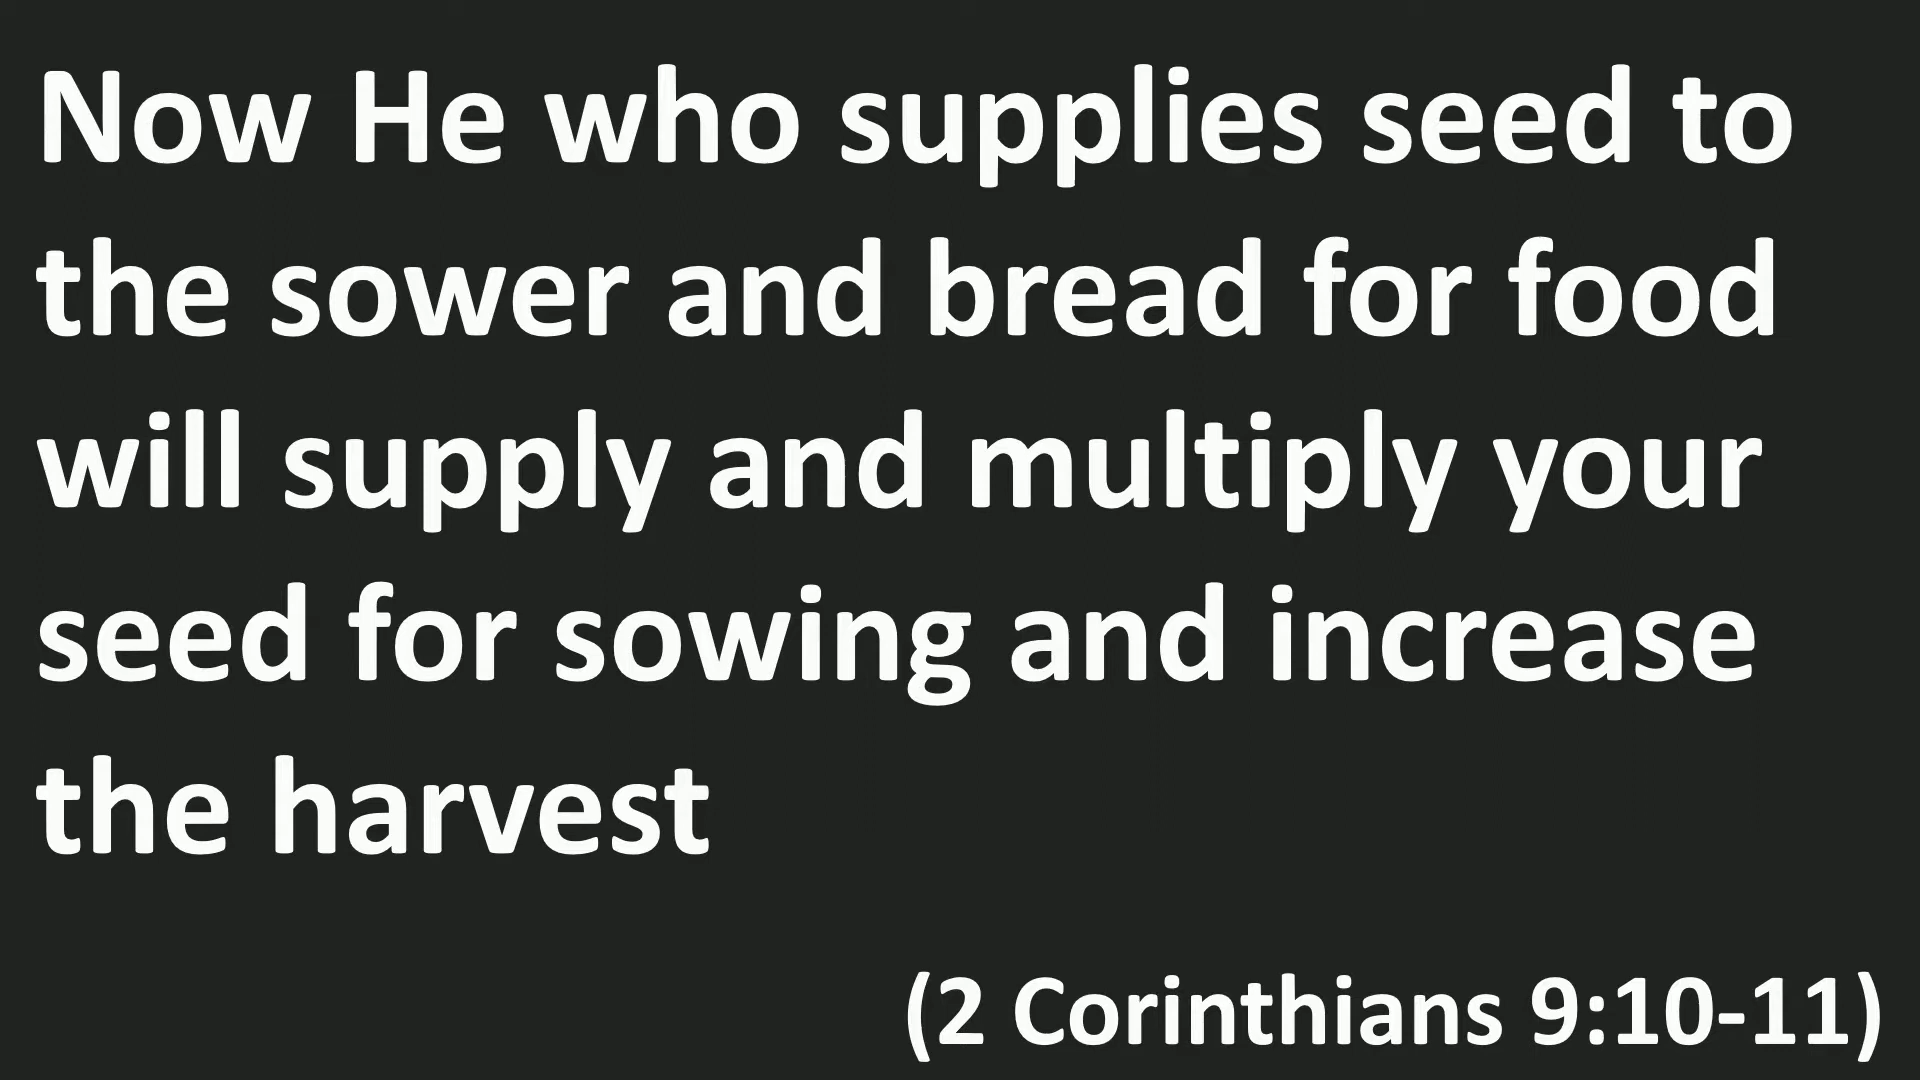 Now He who supplies seed to
the sower and bread for food
will supply and multiply your
seed for sowing and increase
the harvest
(2 Corinthians 9:10-11)